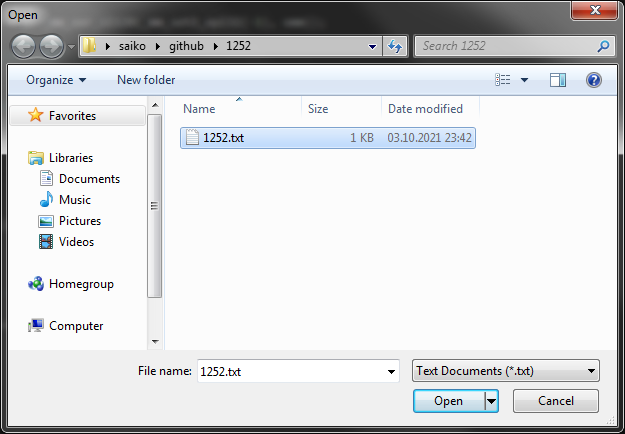 Open
saiko github 1252
Search 1252
Organize New folder
Name Size Date modified
Favorites
1252.txt 1 KB 03.10.2021 23:42
Libraries
Documents
Music
Pictures
Videos
Homegroup
Computer
File name: 1252.txt Text Documents (*.txt)
Open Cancel